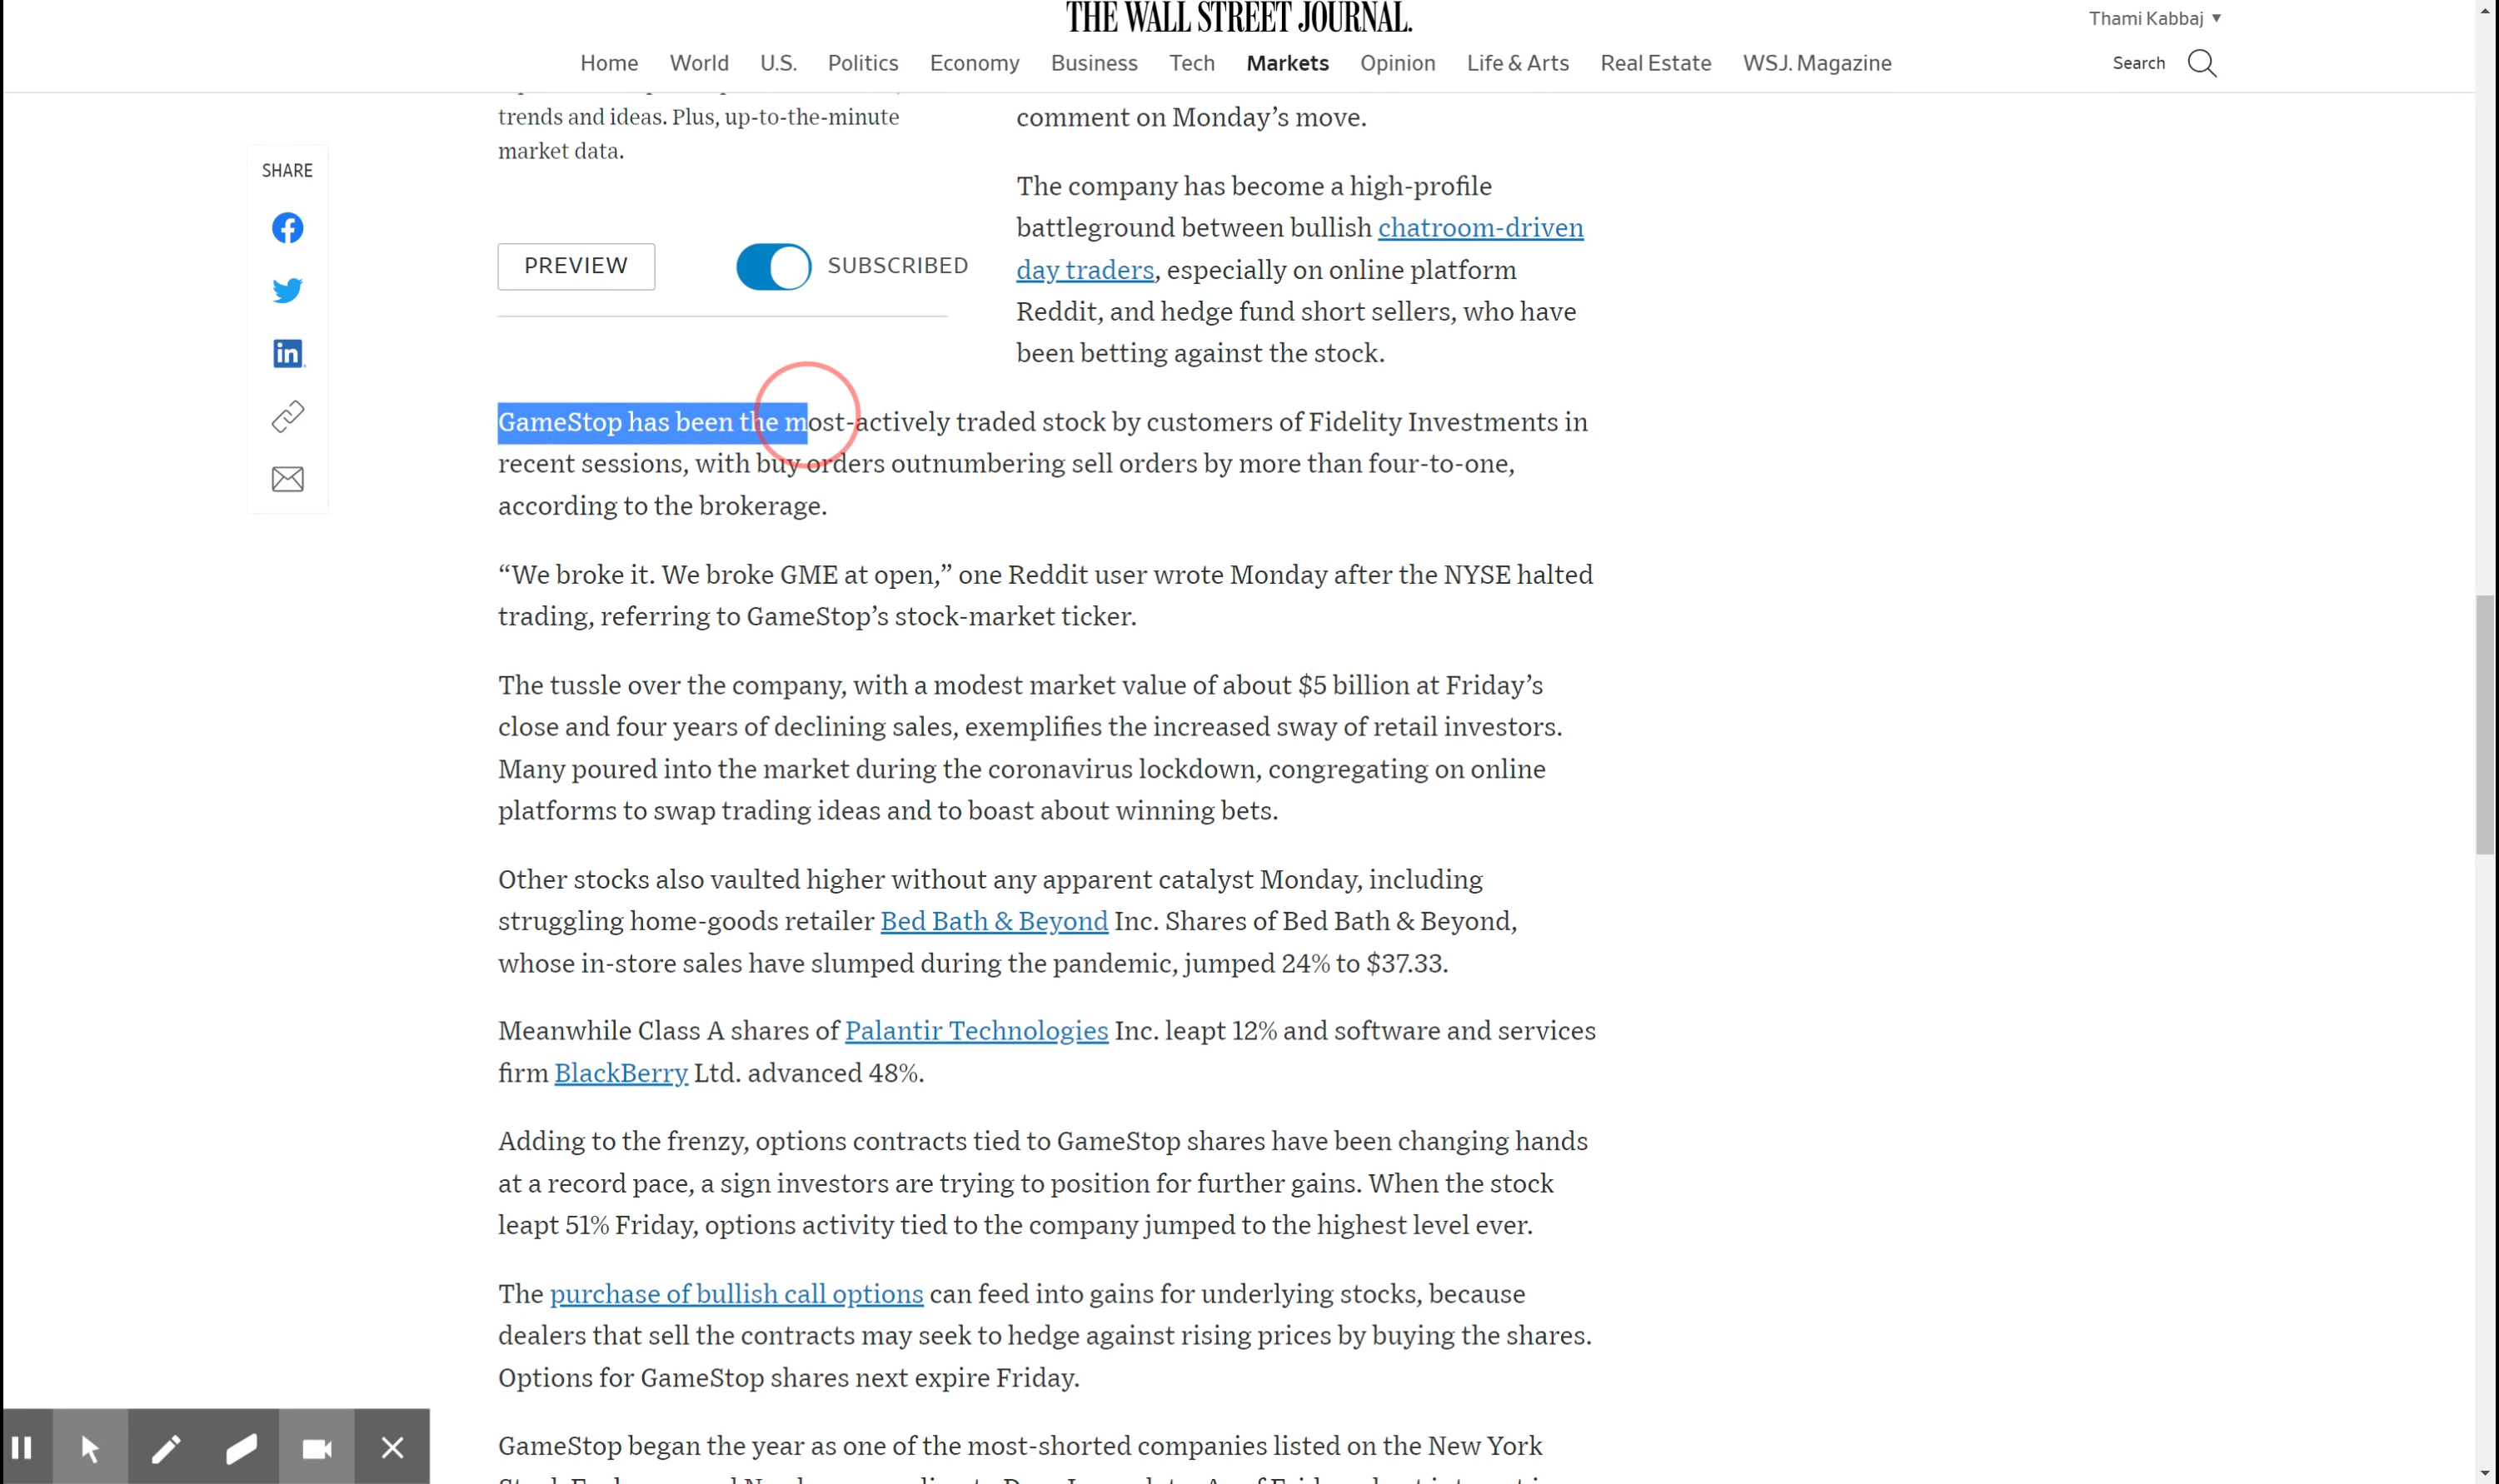 THE WALL STREET JOURNAL.
Thami Kabbaj ▼
Home World U.S. Politics Economy Business Tech Markets Opinion Life & Arts Real Estate WSJ. Magazine
Search
trends and ideas. Plus, up-to-the-minute
market data.
SHARE
PREVIEW
SUBSCRIBED
comment on Monday’s move.
The company has become a high-profile
battleground between bullish chatroom-driven
day traders, especially on online platform
Reddit, and hedge fund short sellers, who have
been betting against the stock.
GameStop has been the most-actively traded stock by customers of Fidelity Investments in
recent sessions, with buy orders outnumbering sell orders by more than four-to-one,
according to the brokerage.
“We broke it. We broke GME at open,” one Reddit user wrote Monday after the NYSE halted
trading, referring to GameStop’s stock-market ticker.
The tussle over the company, with a modest market value of about $5 billion at Friday’s
close and four years of declining sales, exemplifies the increased sway of retail investors.
Many poured into the market during the coronavirus lockdown, congregating on online
platforms to swap trading ideas and to boast about winning bets.
Other stocks also vaulted higher without any apparent catalyst Monday, including
struggling home-goods retailer Bed Bath & Beyond Inc. Shares of Bed Bath & Beyond,
whose in-store sales have slumped during the pandemic, jumped 24% to $37.33.
Meanwhile Class A shares of Palantir Technologies Inc. leapt 12% and software and services
firm BlackBerry Ltd. advanced 48%.
Adding to the frenzy, options contracts tied to GameStop shares have been changing hands
at a record pace, a sign investors are trying to position for further gains. When the stock
leapt 51% Friday, options activity tied to the company jumped to the highest level ever.
The purchase of bullish call options can feed into gains for underlying stocks, because
dealers that sell the contracts may seek to hedge against rising prices by buying the shares.
Options for GameStop shares next expire Friday.
GameStop began the year as one of the most-shorted companies listed on the New York